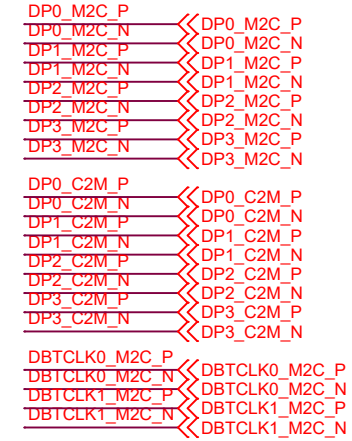 DP0_M2C_P
DP0_M2C_P
DP0_M2C_N
DP0_M2C_N
DP1_M2C_P
DP1_M2C_P
DP1_M2C_N
DP1_M2C_N
DP2_M2C_P
DP2_M2C_P
DP2_M2C_N
DP2_M2C_N
DP3_M2C_P
DP3_M2C_P
DP3_M2C_N
DP3_M2C_N
DP0_C2M_P
DP0_C2M_P
DP0_C2M_N
DP0_C2M_N
DP1_C2M_P
DP1_C2M_P
DP1_C2M_N
DP1_C2M_N
DP2_C2M_P
DP2_C2M_P
DP2_C2M_N
DP2_C2M_N
DP3_C2M_P
DP3_C2M_P
DP3_C2M_N
DP3_C2M_N
DBTCLK0_M2C_P
DBTCLK0_M2C_P
DBTCLK0_M2C_N
DBTCLK0_M2C_N
DBTCLK1_M2C_P
DBTCLK1_M2C_P
DBTCLK1_M2C_N
DBTCLK1_M2C_N